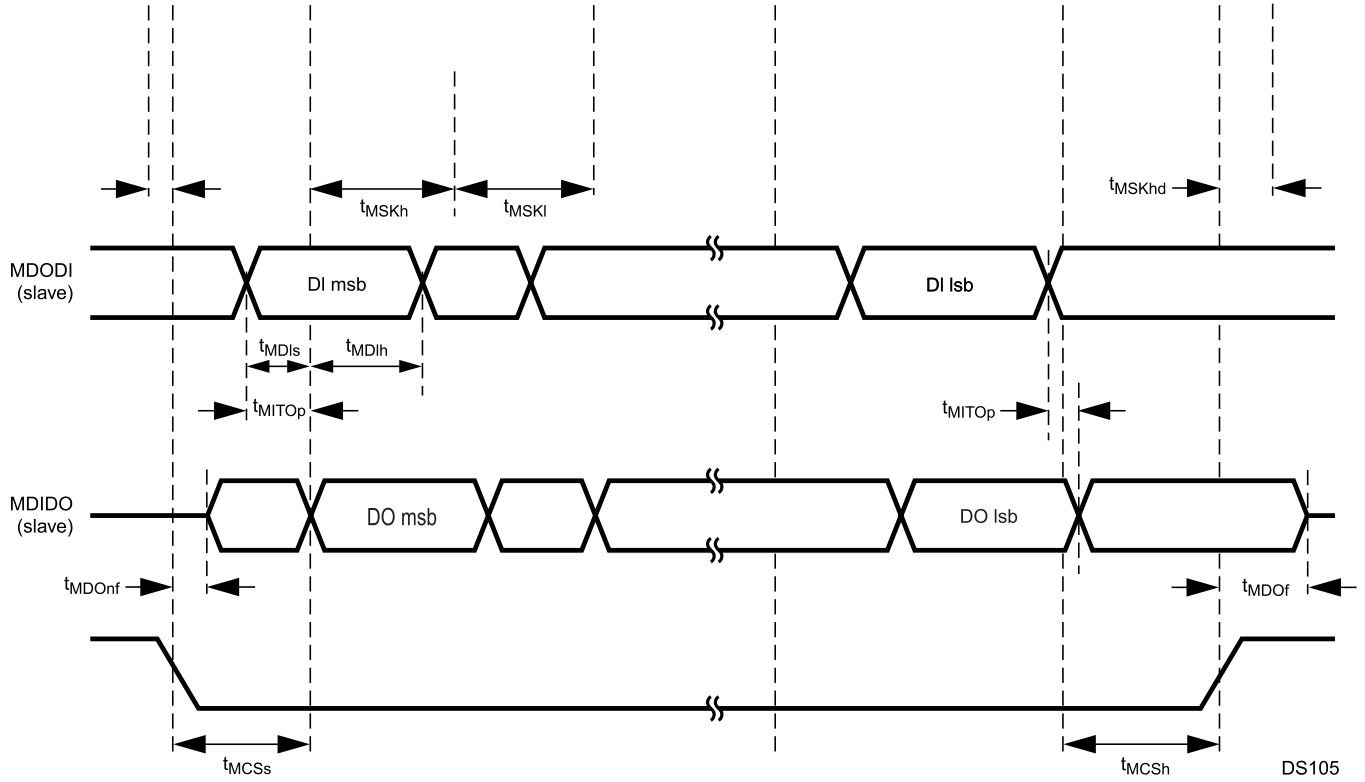 tMSKh
tMSKl
tMSKhd
MDODI
(slave)
DI msb
DI lsb
tMDIs
tMDIh
tMITOp
tMITOp
MDIDO
(slave)
DO msb
DO lsb
tMDOnf
tMDOf
tMCSs
tMCSh
DS105